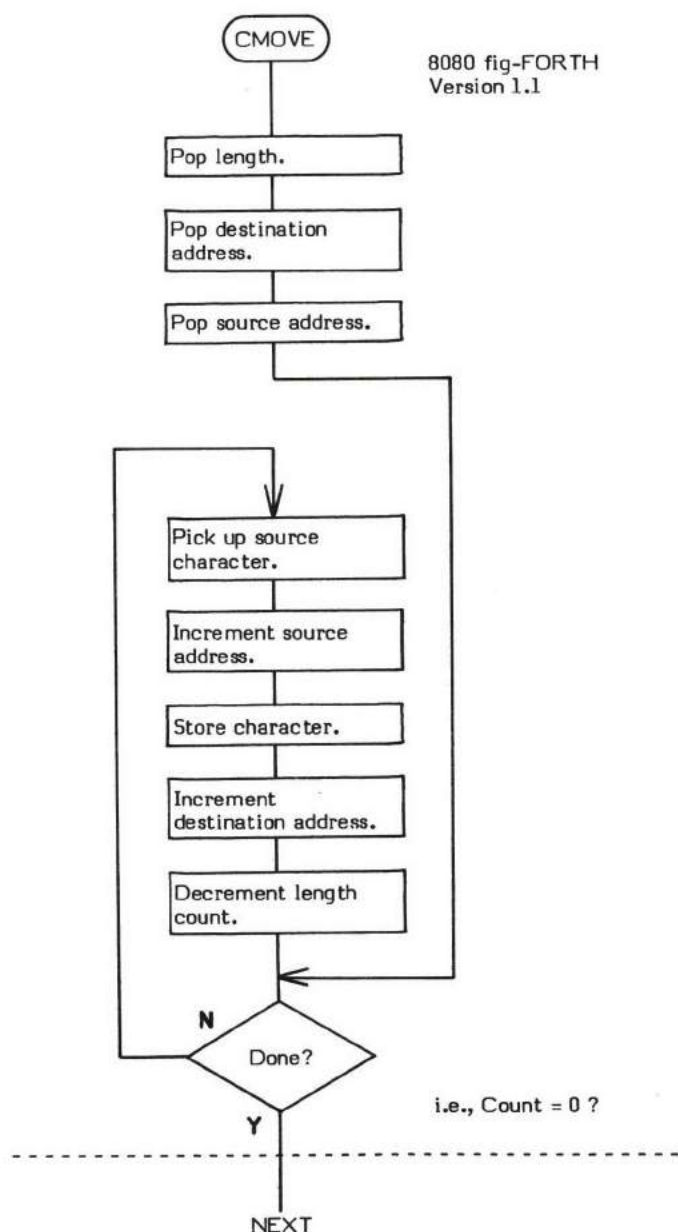 CMOVE
8080 fig-FORTH
Version 1.1
Pop length.
Pop destination
address.
Pop source address.
Pick up source
character.
Increment source
address.
Store character.
Increment
destination address.
Decrement length
count.
N
Done?
i.e., Count = 0 ?
Y
NEXT